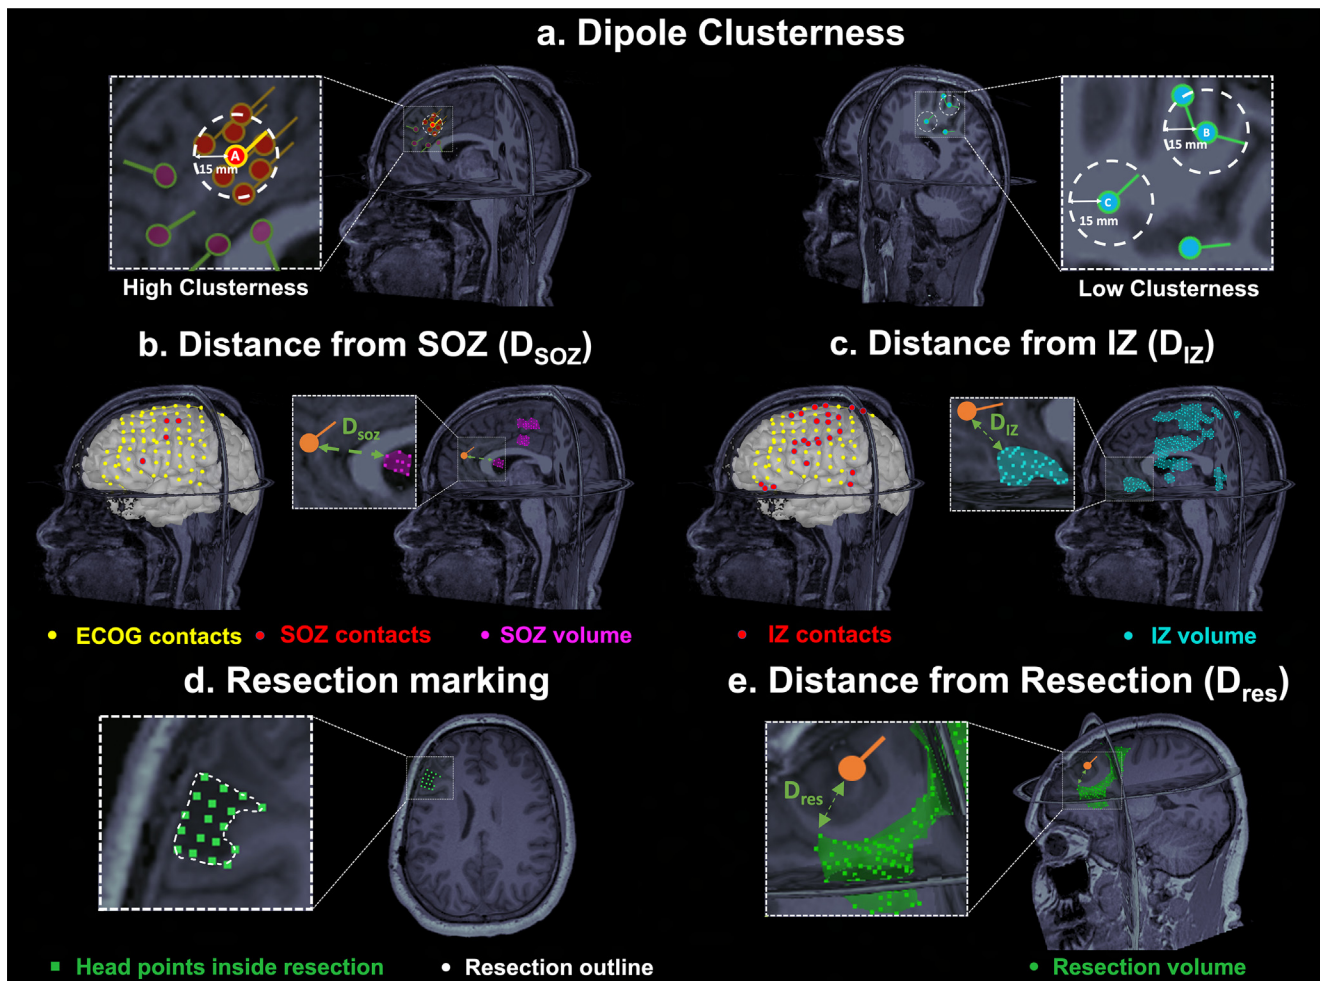 a. Dipole Clusterness
A
15 mm
B
15 mm
C
15 mm
High Clusterness
Low Clusterness
b. Distance from SOZ (DSOZ)
c. Distance from IZ (DIZ)
Dsoz
DIZ
ECOG contacts
SOZ contacts
SOZ volume
IZ contacts
IZ volume
d. Resection marking
e. Distance from Resection (Dres)
Dres
Head points inside resection
Resection outline
Resection volume